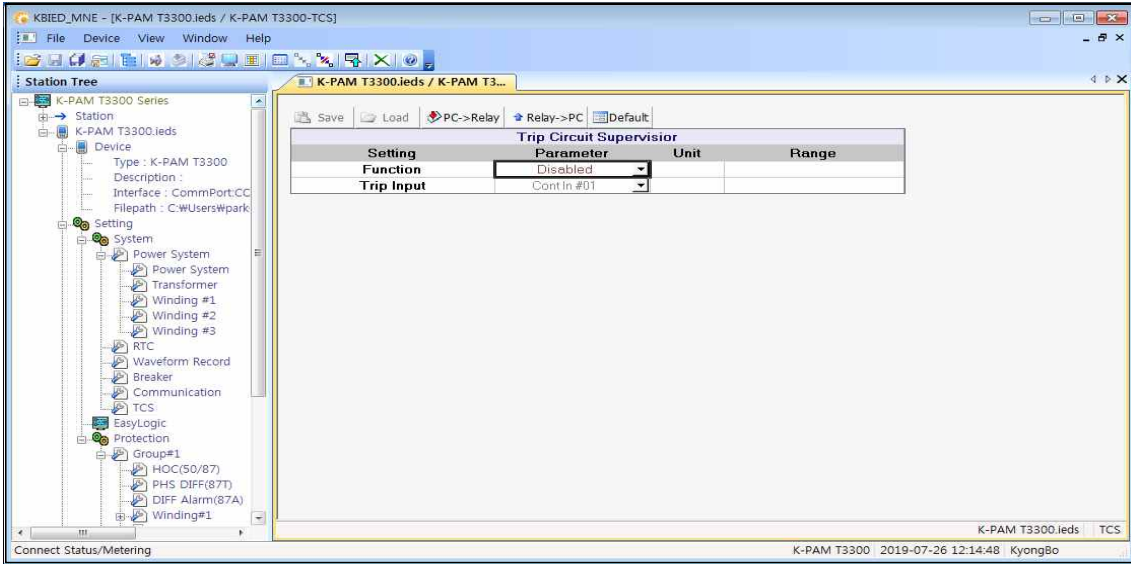 KBIED_MNE - [K-PAM T3300.ieds / K-PAM T3300-TCS]
File Device View Window Help
Station Tree
K-PAM T3300.ieds / K-PAM T3...
K-PAM T3300 Series
Station
K-PAM T3300.ieds
Device
Type : K-PAM T3300
Description :
Interface : CommPort:CC
Filepath : C:₩Users₩park
Setting
System
Power System
Power System
Transformer
Winding #1
Winding #2
Winding #3
RTC
Waveform Record
Breaker
Communication
TCS
EasyLogic
Protection
Group#1
HOC(50/87)
PHS DIFF(87T)
DIFF Alarm(87A)
Winding#1
Save Load PC->Relay Relay->PC Default
Trip Circuit Supervisior
Setting Parameter Unit Range
Function Disabled
Trip Input Cont In #01
K-PAM T3300.ieds TCS
Connect Status/Metering K-PAM T3300 2019-07-26 12:14:48 KyongBo